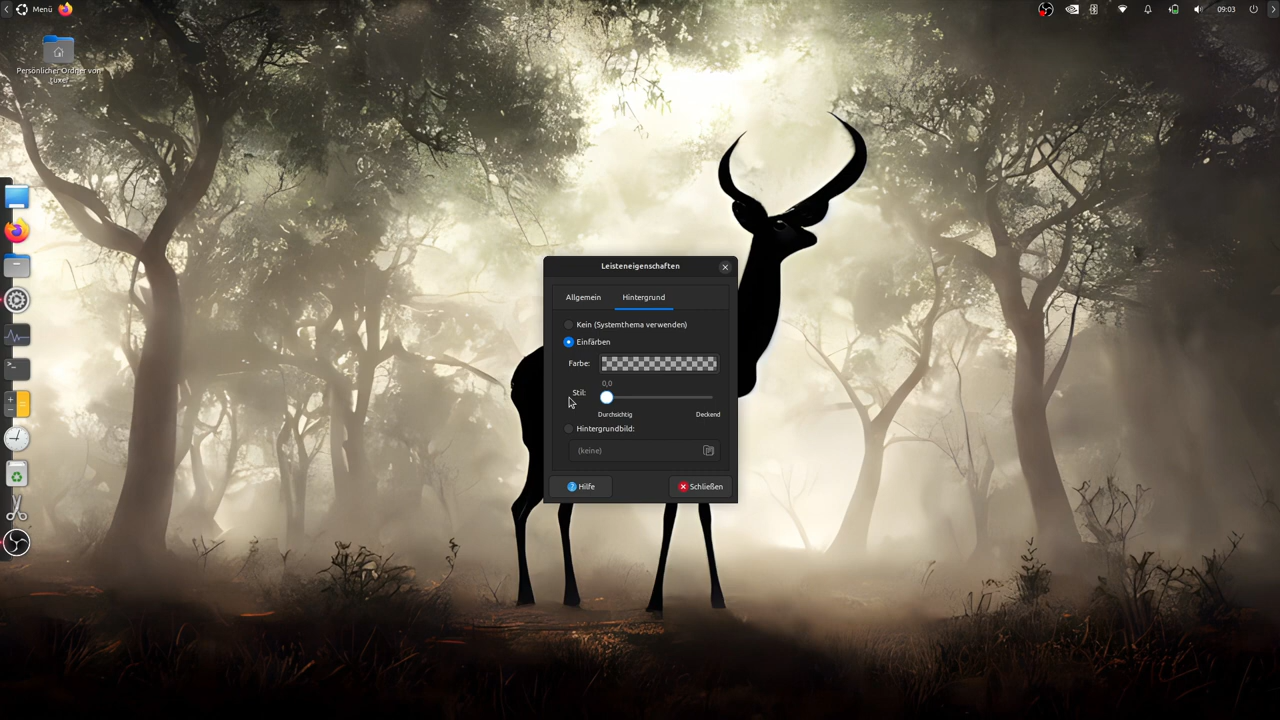 Menü
09:03
Persönlicher Ordner von
tuxer
Leisteneigenschaften
Allgemein
Hintergrund
Kein (Systemthema verwenden)
Einfärben
Farbe:
0,0
Stil:
Durchsichtig
Deckend
Hintergrundbild:
(keine)
Hilfe
Schließen